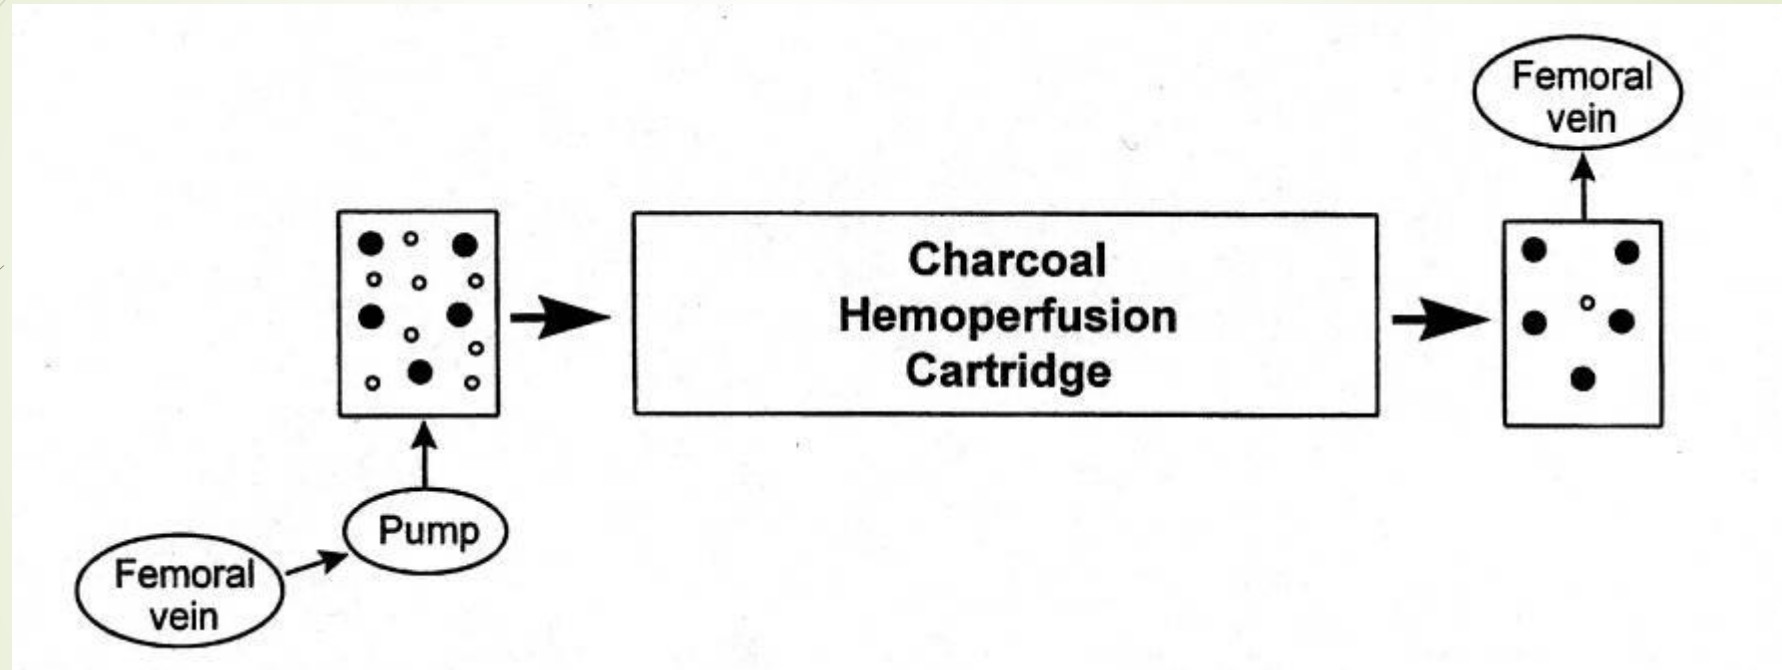 Femoral
vein
Pump
Charcoal
Hemoperfusion
Cartridge
Femoral
vein